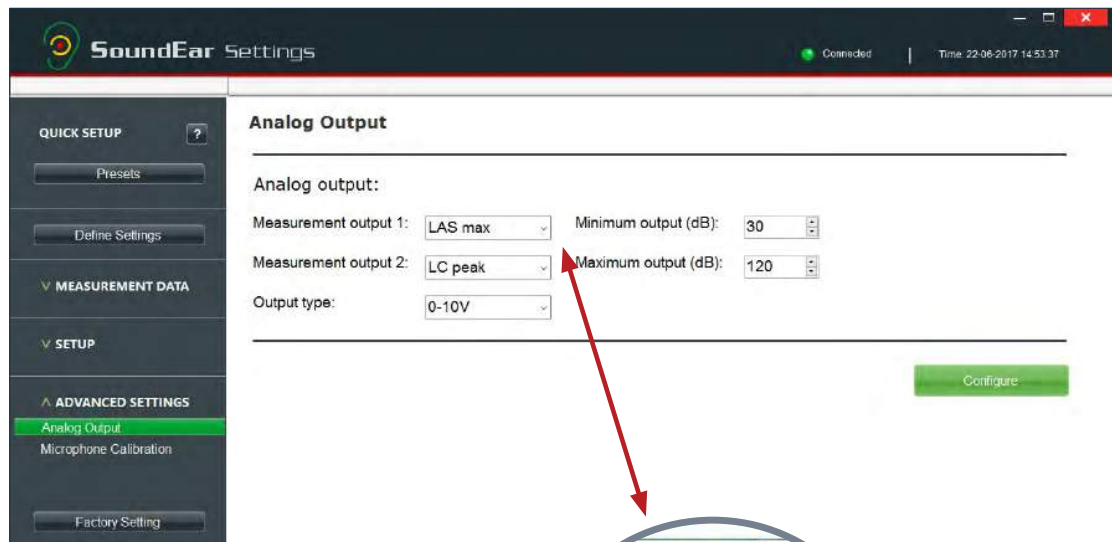 SoundEar Settings
Connected | Time: 22-06-2017 14:53:37
QUICK SETUP ?
Presets
Define Settings
MEASUREMENT DATA
SETUP
ADVANCED SETTINGS
Analog Output
Microphone Calibration
Factory Setting
Analog Output
Analog output:
Measurement output 1: LAS max Minimum output (dB): 30
Measurement output 2: LC peak Maximum output (dB): 120
Output type: 0-10V
Configure